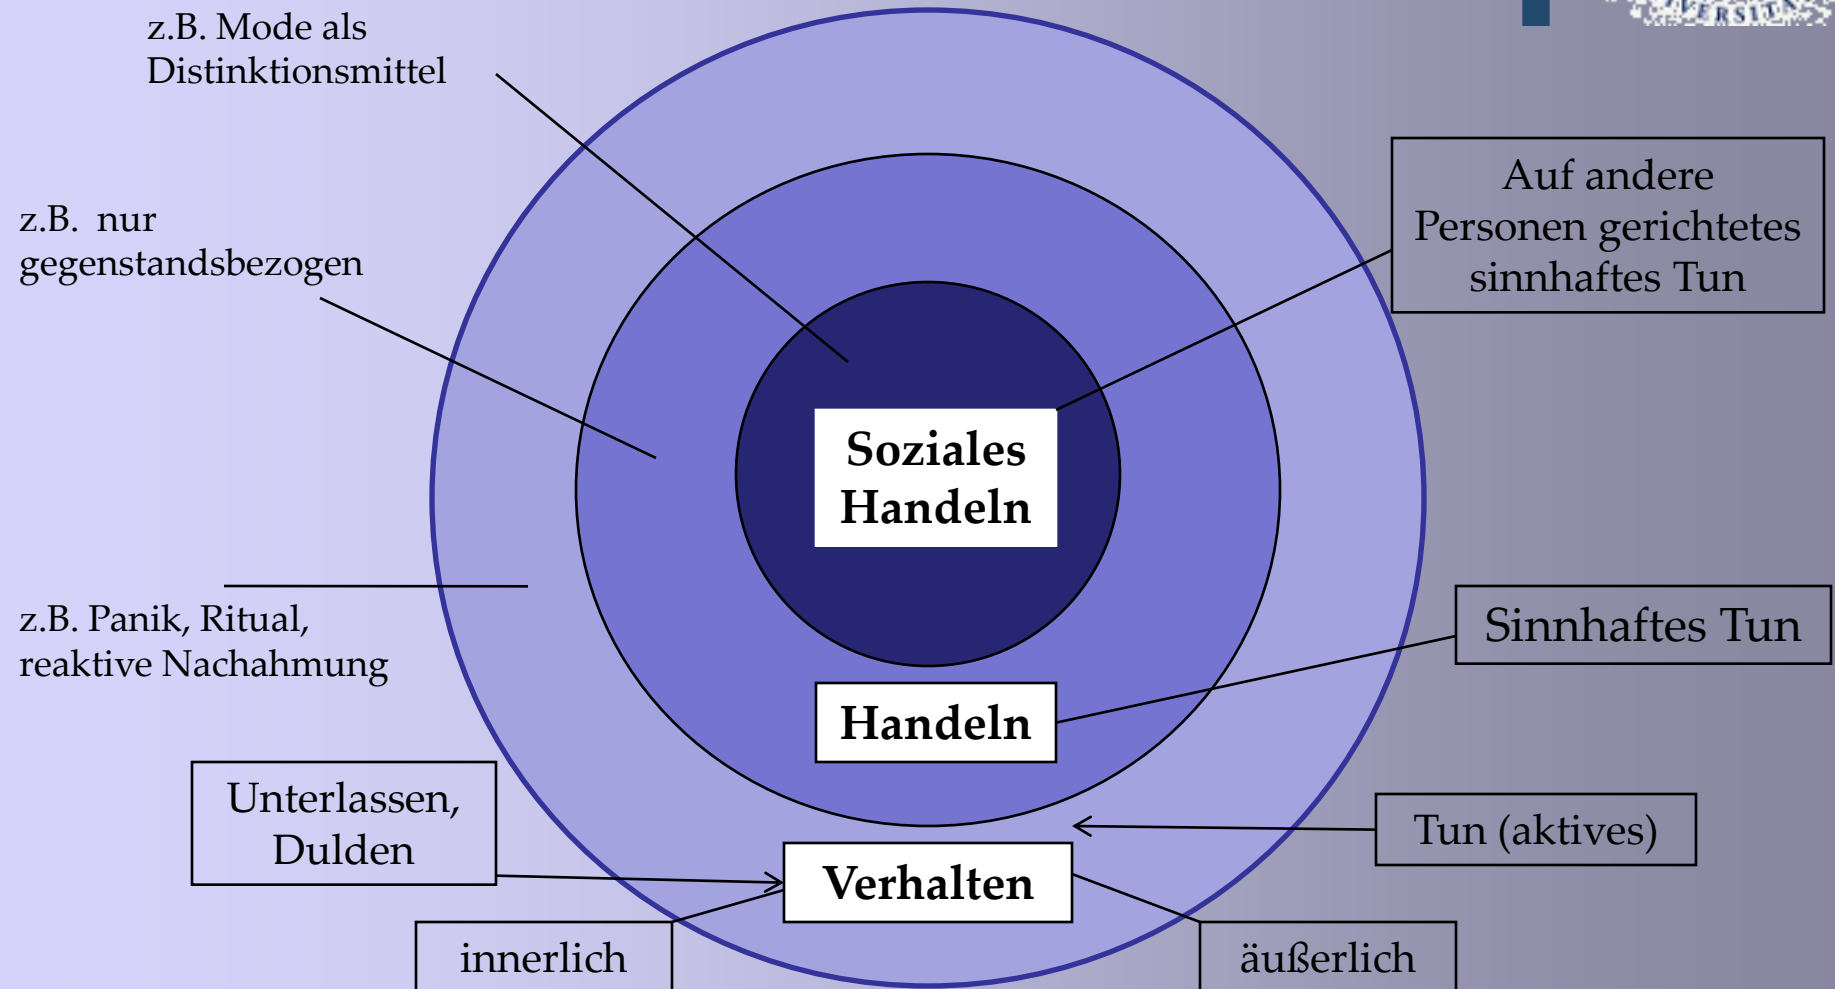 z.B. Mode als
Distinktionsmittel
z.B. nur
gegenstandsbezogen
Auf andere
Personen gerichtetes
sinnhaftes Tun
Soziales
Handeln
z.B. Panik, Ritual,
reaktive Nachahmung
Sinnhaftes Tun
Handeln
Unterlassen,
Dulden
Tun (aktives)
Verhalten
innerlich
äußerlich